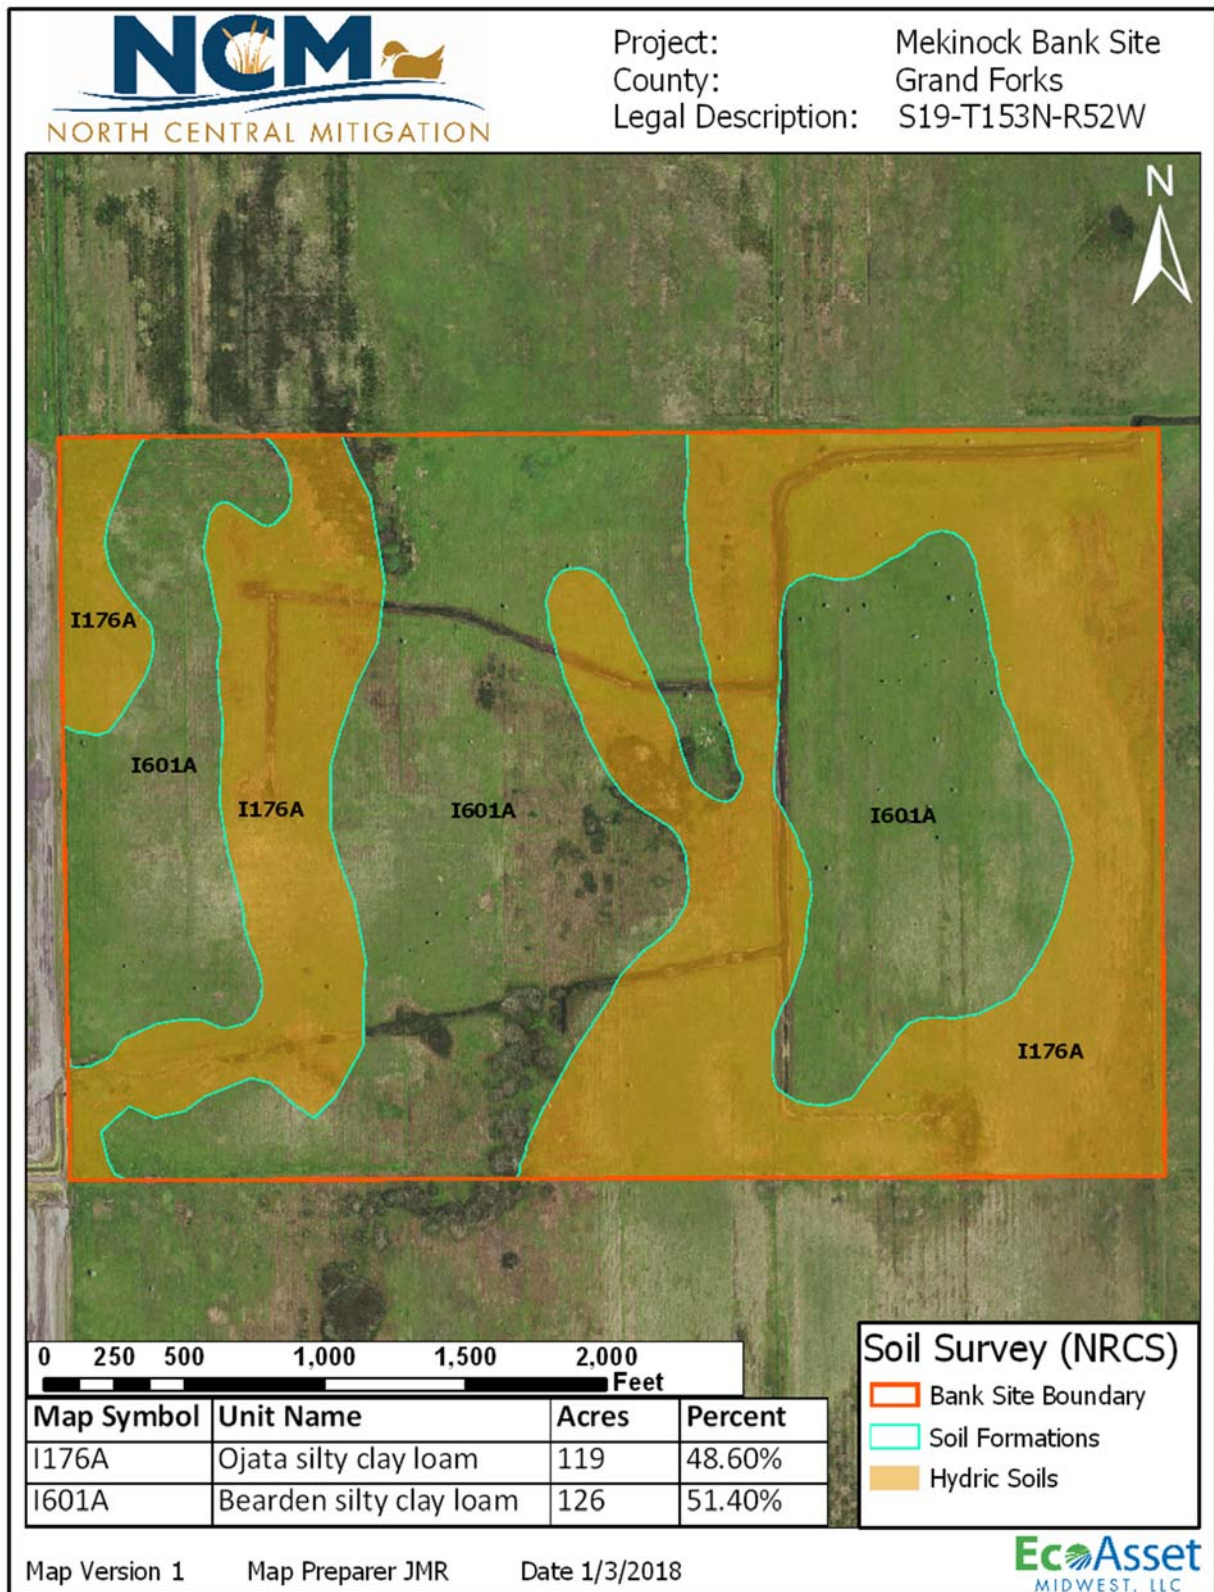 NCM
NORTH CENTRAL MITIGATION
Project: Mekinock Bank Site
County: Grand Forks
Legal Description: S19-T153N-R52W
N
I176A
I601A
I176A
I601A
I601A
I176A
0 250 500 1,000 1,500 2,000
Feet
Map Symbol Unit Name Acres Percent
I176A Ojata silty clay loam 119 48.60%
I601A Bearden silty clay loam 126 51.40%
Soil Survey (NRCS)
Bank Site Boundary
Soil Formations
Hydric Soils
Map Version 1 Map Preparer JMR Date 1/3/2018
EcoAsset
MIDWEST, LLC